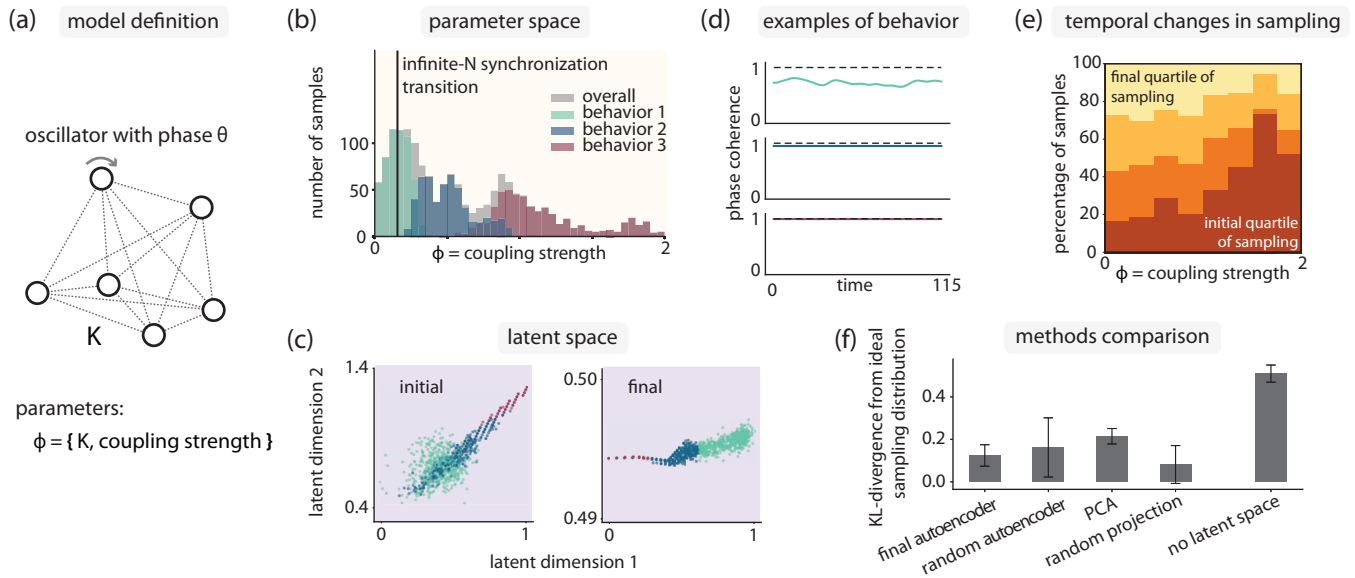 (a) model definition
oscillator with phase θ
K
parameters:
ϕ = { K, coupling strength }
(b) parameter space
infinite-N synchronization
transition
overall
behavior 1
behavior 2
behavior 3
number of samples
100
50
0
0
2
ϕ = coupling strength
(c) latent space
initial
final
latent dimension 2
1.4
0.4
0
1
0.50
0.49
0
1
latent dimension 1
(d) examples of behavior
phase coherence
1
0
1
0
1
0
0
time
115
(e) temporal changes in sampling
percentage of samples
100
80
60
40
20
0
final quartile of
sampling
initial quartile
of sampling
0
2
ϕ = coupling strength
(f) methods comparison
KL-divergence from ideal
sampling distribution
0.4
0.2
0.0
final autoencoder
random autoencoder
PCA
random projection
no latent space